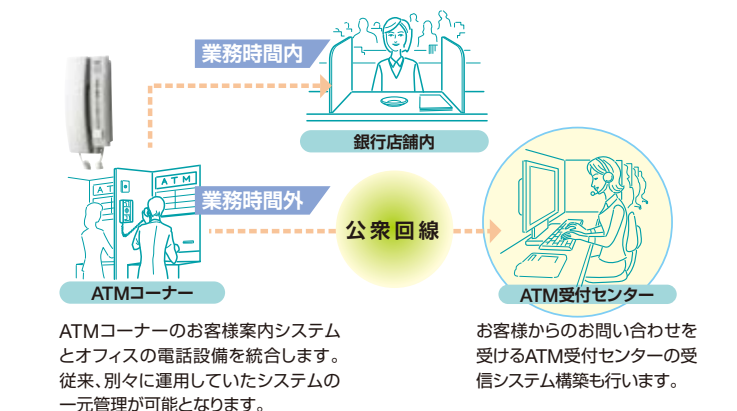 業務時間内
銀行店舗内
ATM
ATM
業務時間外
公衆回線
ATMコーナー
ATM受付センター
ATMコーナーのお客様案内システム
とオフィスの電話設備を統合します。
従来、別々に運用していたシステムの
一元管理が可能となります。
お客様からのお問い合わせを
受けるATM受付センターの受
信システム構築も行います。